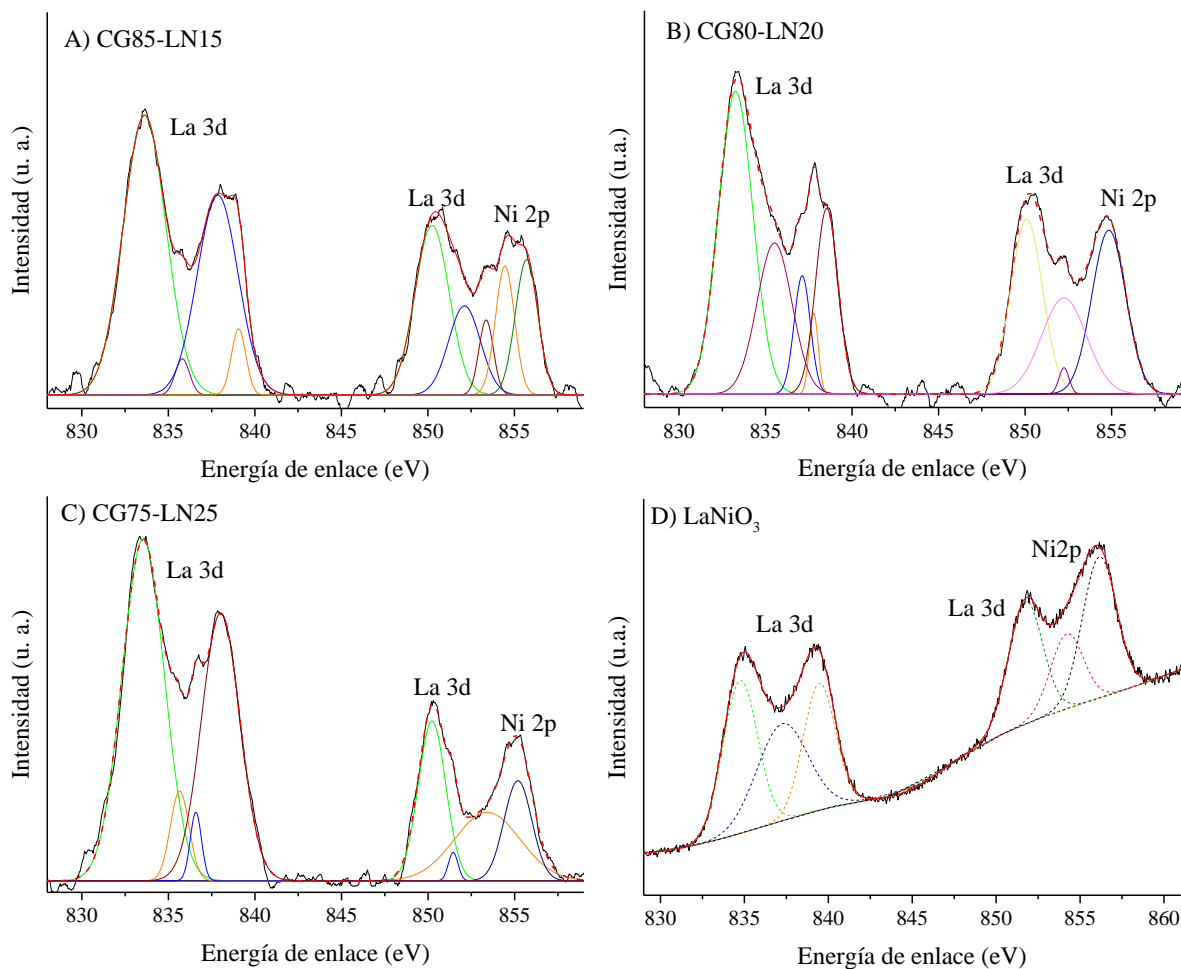 A) CG85-LN15
La 3d
La 3d
Ni 2p
Intensidad (u. a.)
830 835 840 845 850 855
Energía de enlace (eV)
B) CG80-LN20
La 3d
La 3d
Ni 2p
Intensidad (u.a.)
830 835 840 845 850 855
Energía de enlace (eV)
C) CG75-LN25
La 3d
La 3d
Ni 2p
Intensidad (u. a.)
830 835 840 845 850 855
Energía de enlace (eV)
D) LaNiO₃
Ni2p
La 3d
La 3d
Intensidad (u.a.)
830 835 840 845 850 855 860
Energía de enlace (eV)